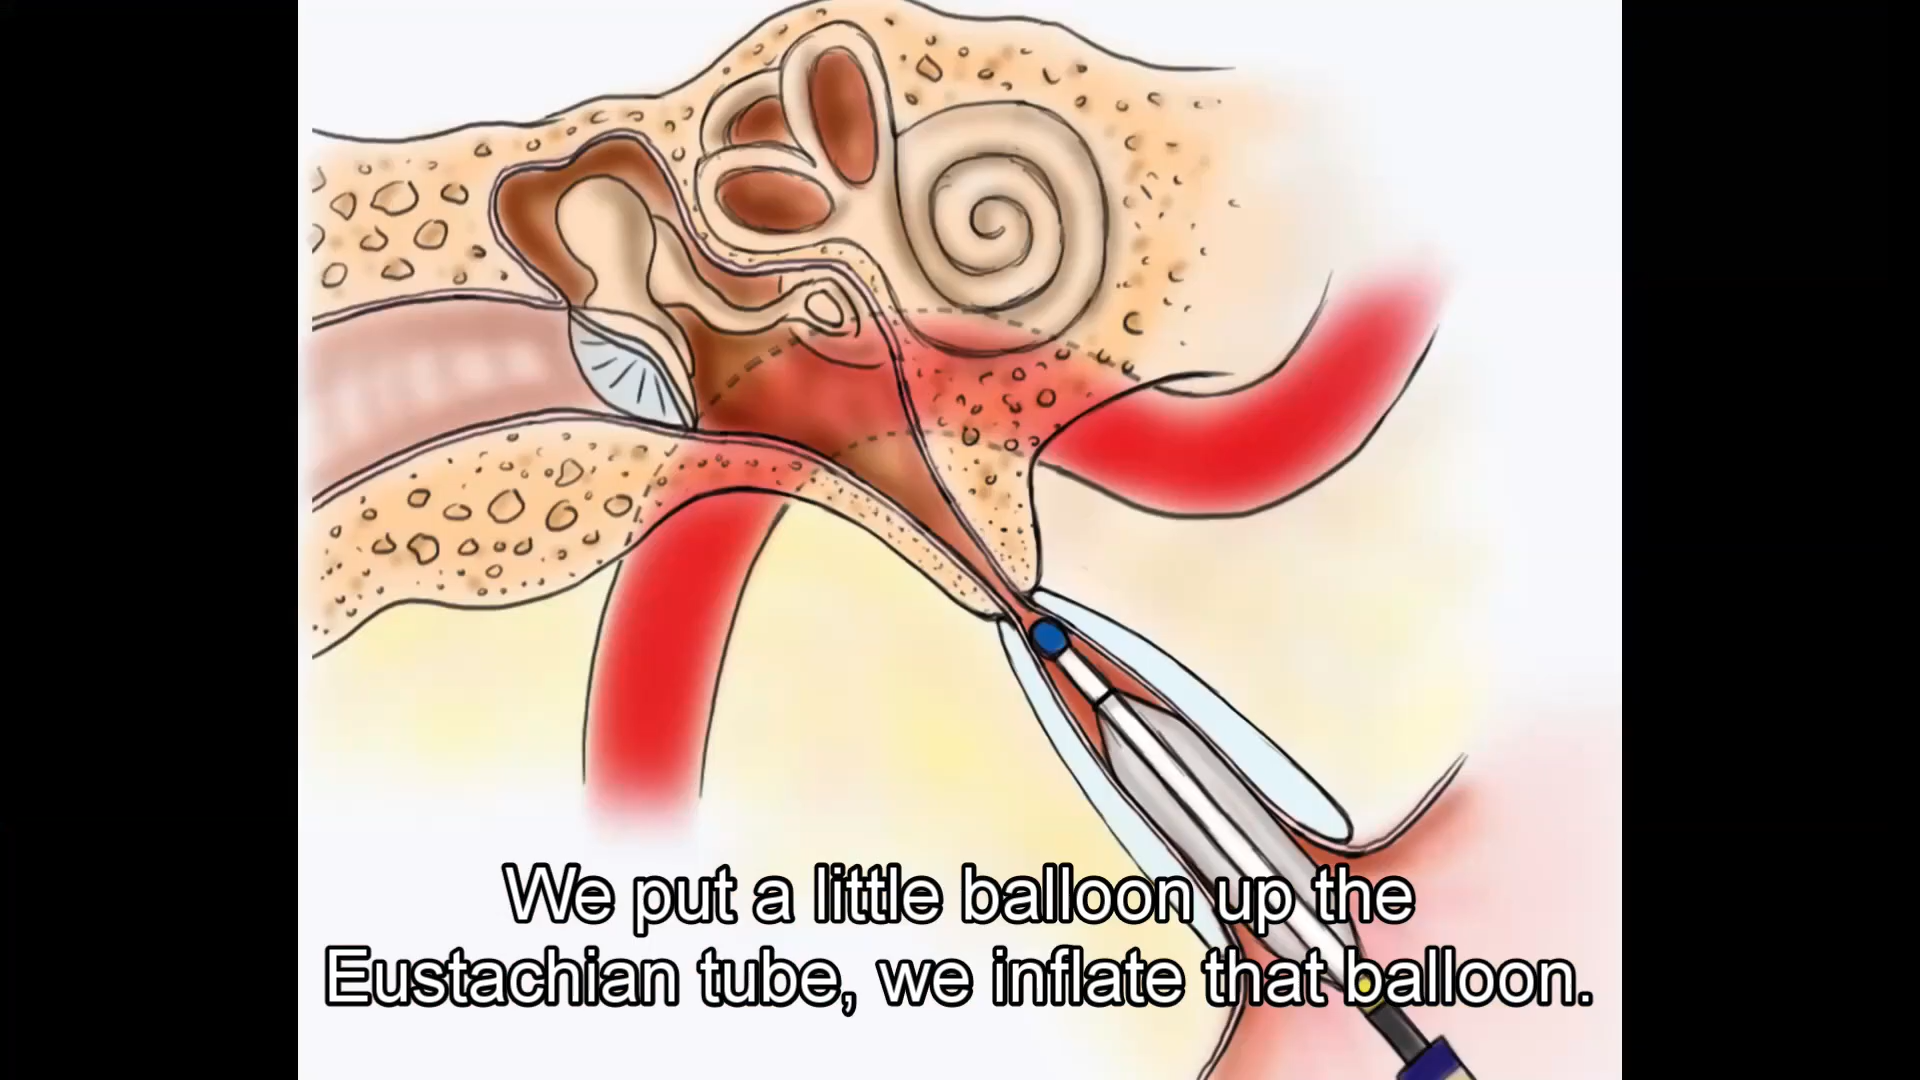 We put a little balloon up the
Eustachian tube, we inflate that balloon.